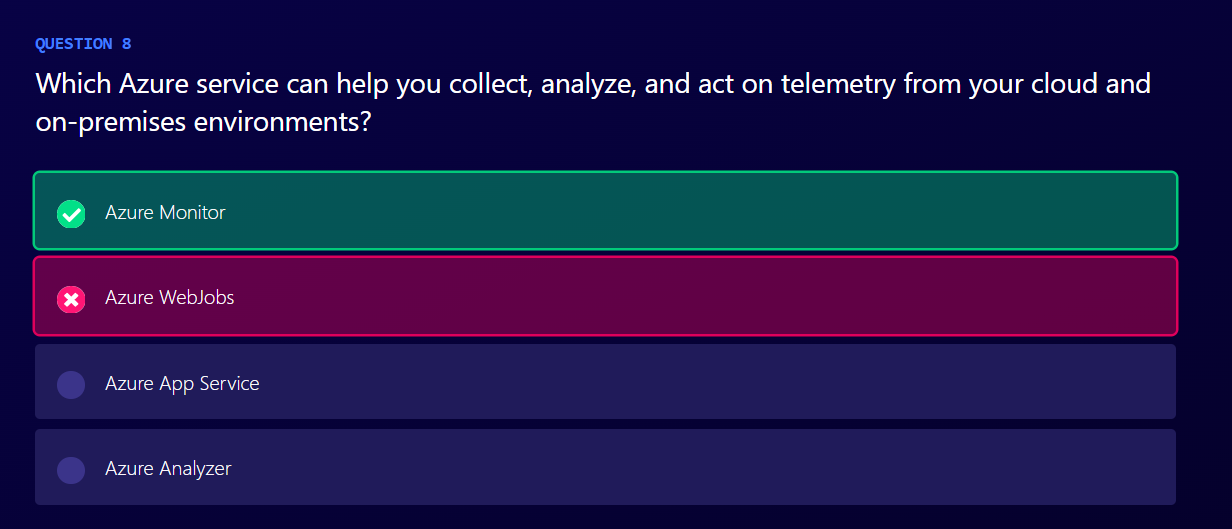 QUESTION 8
Which Azure service can help you collect, analyze, and act on telemetry from your cloud and
on-premises environments?
Azure Monitor
Azure WebJobs
Azure App Service
Azure Analyzer